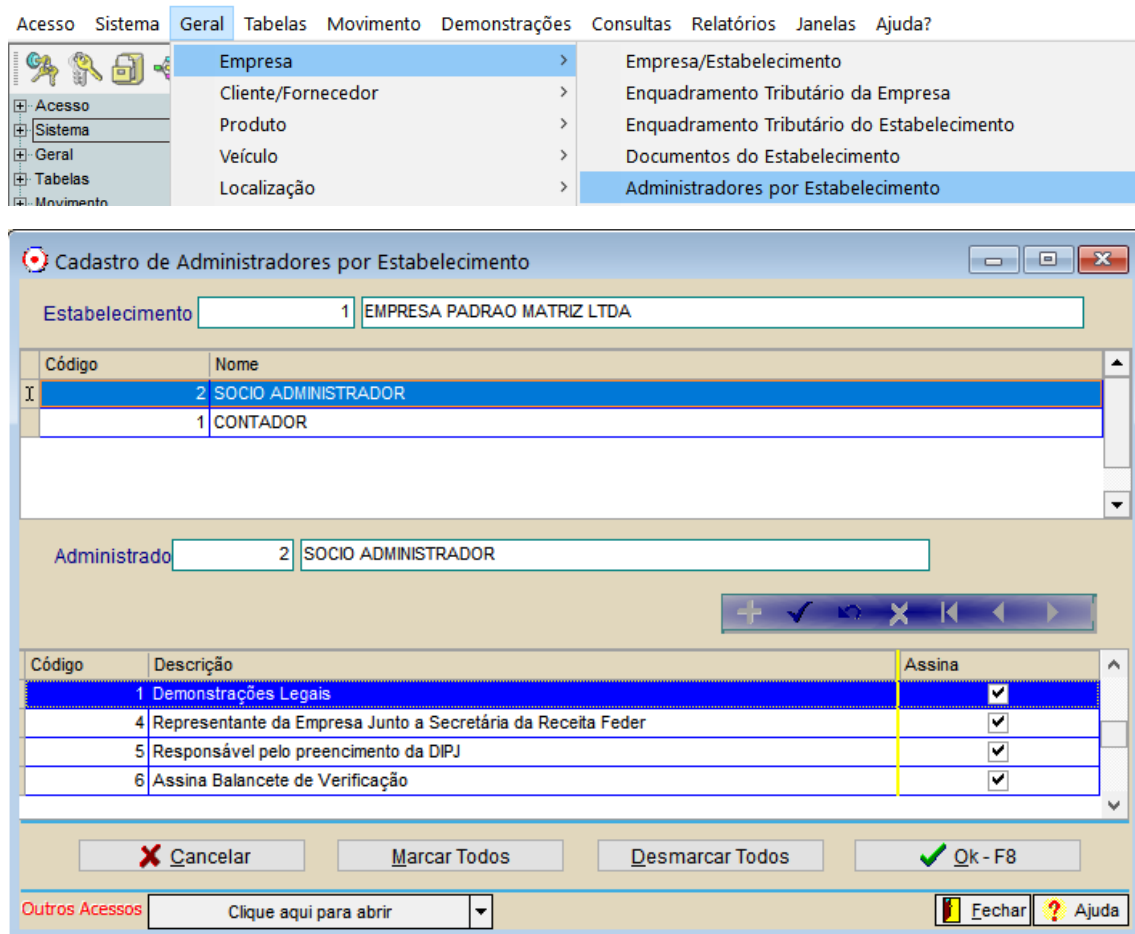 Acesso Sistema Geral Tabelas Movimento Demonstrações Consultas Relatórios Janelas Ajuda?
Empresa > Empresa/Estabelecimento
Acesso Cliente/Fornecedor > Enquadramento Tributário da Empresa
Sistema Produto > Enquadramento Tributário do Estabelecimento
Geral Veículo > Documentos do Estabelecimento
Tabelas Localização > Administradores por Estabelecimento
Movimento
Cadastro de Administradores por Estabelecimento
Estabelecimento 1 EMPRESA PADRAO MATRIZ LTDA
Código Nome
2 SOCIO ADMINISTRADOR
1 CONTADOR
Administrado 2 SOCIO ADMINISTRADOR
Código Descrição Assina
1 Demonstrações Legais
4 Representante da Empresa Junto a Secretária da Receita Feder
5 Responsável pelo preencimento da DIPJ
6 Assina Balancete de Verificação
Cancelar Marcar Todos Desmarcar Todos Ok - F8
Outros Acessos Clique aqui para abrir Fechar ? Ajuda